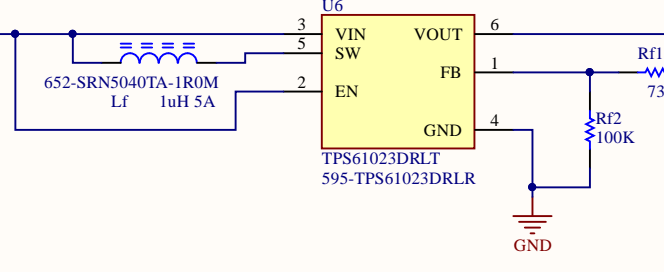 U6
3 VIN VOUT 6
5 SW
Rf1
652-SRN5040TA-1R0M
1 FB
73
Lf 1uH 5A
2 EN
Rf2
100K
GND 4
TPS61023DRLT
595-TPS61023DRLR
GND